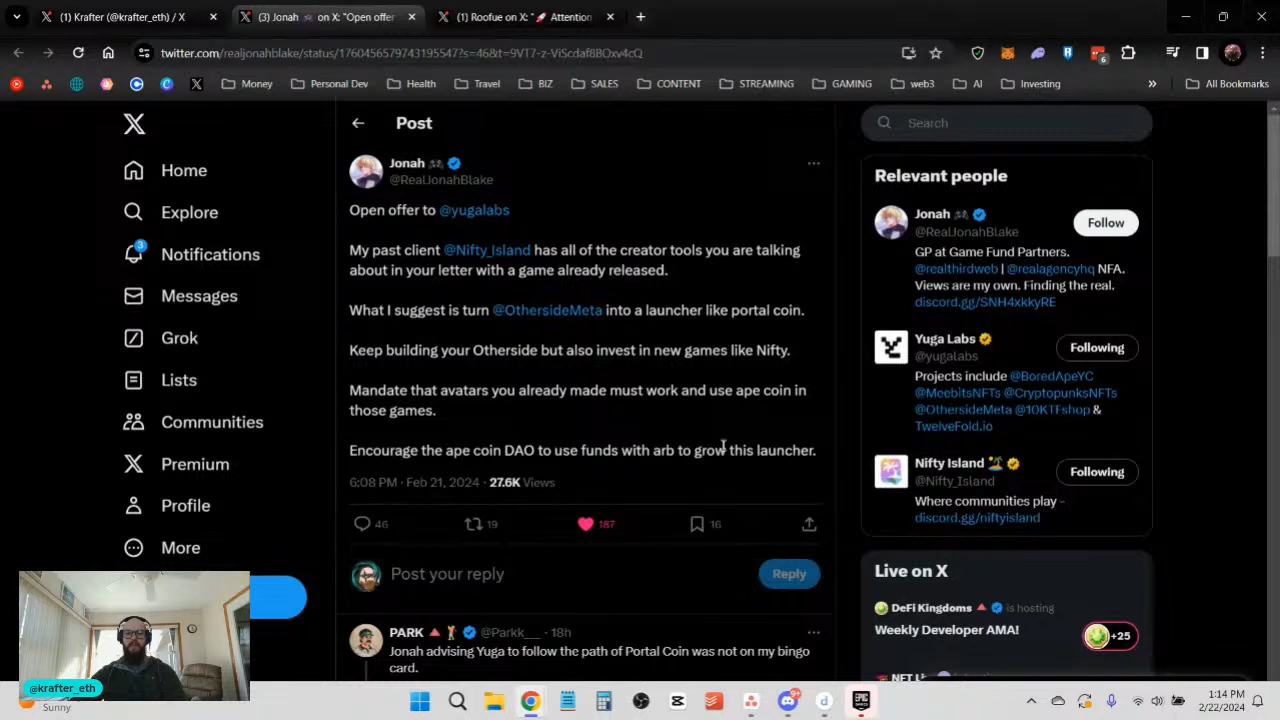 (1) Krafter (@krafter_eth) / X
(3) Jonah on X: "Open offer
(1) Roofue on X: "🚀 Attention
twitter.com/realjonahblake/status/1760456579743195547?s=46&t=9VT7-z-ViScdaf8BOxv4cQ
Money
Personal Dev
Health
Travel
BIZ
SALES
CONTENT
STREAMING
GAMING
web3
AI
Investing
All Bookmarks
6
Home
Explore
3
Notifications
Messages
Grok
Lists
Communities
Premium
Profile
More
Post
Jonah 🎮
@RealJonahBlake
Open offer to @yugalabs
My past client @Nifty_Island has all of the creator tools you are talking
about in your letter with a game already released.
What I suggest is turn @OthersideMeta into a launcher like portal coin.
Keep building your Otherside but also invest in new games like Nifty.
Mandate that avatars you already made must work and use ape coin in
those games.
Encourage the ape coin DAO to use funds with arb to grow this launcher.
6:08 PM · Feb 21, 2024 · 27.6K Views
46
19
187
16
Post your reply
Reply
PARK 🔺 @Parkk__ · 18h
Jonah advising Yuga to follow the path of Portal Coin was not on my bingo
card.
Search
Relevant people
Jonah 🎮
@RealJonahBlake
Follow
GP at Game Fund Partners.
@realthirdweb | @realagencyhq NFA.
Views are my own. Finding the real.
discord.gg/SNH4xkkyRE
Yuga Labs
@yugalabs
Following
Projects include @BoredApeYC
@MeebitsNFTs @CryptopunksNFTs
@OthersideMeta @10KTFshop &
TwelveFold.io
Nifty Island 🏝️
@Nifty_Island
Following
Where communities play -
discord.gg/niftyisland
Live on X
DeFi Kingdoms 🔺 is hosting
Weekly Developer AMA!
+25
@krafter_eth
Sunny
9+
EPIC GAMES
1:14 PM
2/22/2024